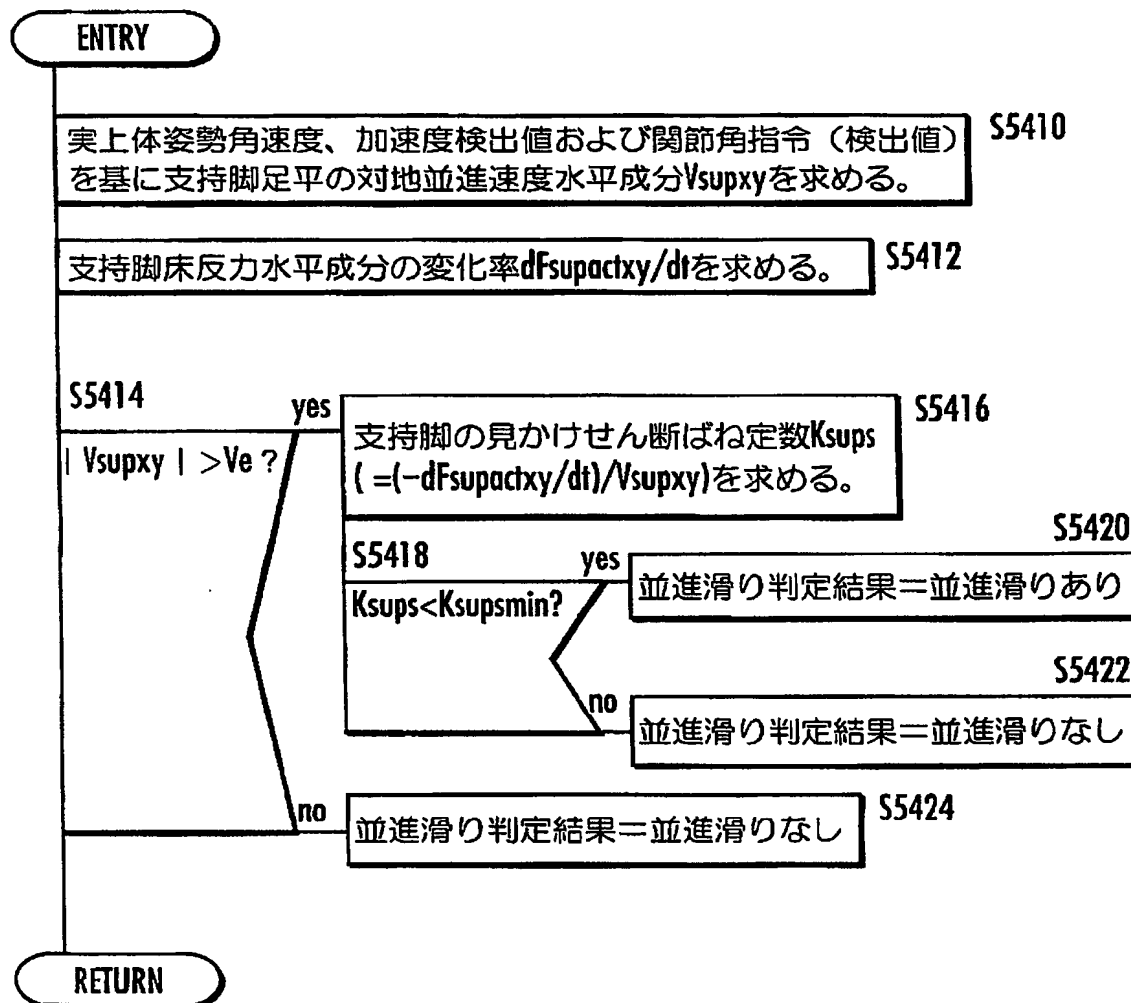 ENTRY
S5410
実上体姿勢角速度、加速度検出値および関節角指令（検出値）
を基に支持脚足平の対地並進速度水平成分Vsupxyを求める。
S5412
支持脚床反力水平成分の変化率dFsupactxy/dtを求める。
S5414
| Vsupxy | >Ve ?
yes
S5416
支持脚の見かけせん断ばね定数Ksups
( =(-dFsupactxy/dt)/Vsupxy)を求める。
S5418
Ksups<Ksupsmin?
yes
S5420
並進滑り判定結果＝並進滑りあり
no
S5422
並進滑り判定結果＝並進滑りなし
no
S5424
並進滑り判定結果＝並進滑りなし
RETURN